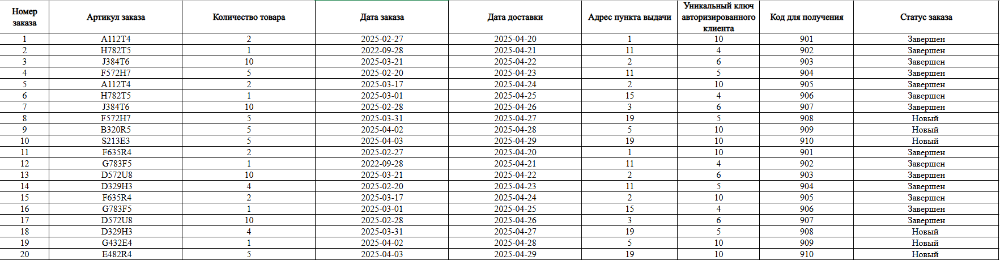 Номер заказа Артикул заказа Количество товара Дата заказа Дата доставки Адрес пункта выдачи Уникальный ключ авторизированного клиента Код для получения Статус заказа
1 A112T4 2 2025-02-27 2025-04-20 1 10 901 Завершен
2 H782T5 1 2022-09-28 2025-04-21 11 4 902 Завершен
3 J384T6 10 2025-03-21 2025-04-22 2 6 903 Завершен
4 F572H7 5 2025-02-20 2025-04-23 11 5 904 Завершен
5 A112T4 2 2025-03-17 2025-04-24 2 10 905 Завершен
6 H782T5 1 2025-03-01 2025-04-25 15 4 906 Завершен
7 J384T6 10 2025-02-28 2025-04-26 3 6 907 Завершен
8 F572H7 5 2025-03-31 2025-04-27 19 5 908 Новый
9 B320R5 5 2025-04-02 2025-04-28 5 10 909 Новый
10 S213E3 5 2025-04-03 2025-04-29 19 10 910 Новый
11 F635R4 2 2025-02-27 2025-04-20 1 10 901 Завершен
12 G783F5 1 2022-09-28 2025-04-21 11 4 902 Завершен
13 D572U8 10 2025-03-21 2025-04-22 2 6 903 Завершен
14 D329H3 4 2025-02-20 2025-04-23 11 5 904 Завершен
15 F635R4 2 2025-03-17 2025-04-24 2 10 905 Завершен
16 G783F5 1 2025-03-01 2025-04-25 15 4 906 Завершен
17 D572U8 10 2025-02-28 2025-04-26 3 6 907 Завершен
18 D329H3 4 2025-03-31 2025-04-27 19 5 908 Новый
19 G432E4 1 2025-04-02 2025-04-28 5 10 909 Новый
20 E482R4 5 2025-04-03 2025-04-29 19 10 910 Новый